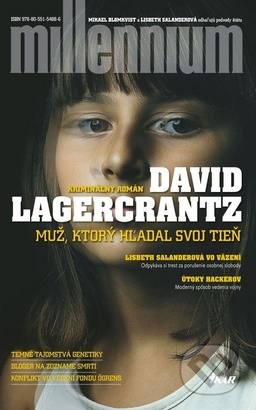 ISBN 978-80-551-5466-6
MIKAEL BLOMKVIST a LISBETH SALANDEROVÁ odhaľujú podvody štátu
millennium
KRIMINÁLNY ROMÁN
DAVID
LAGERCRANTZ
MUŽ, KTORÝ HĽADAL SVOJ TIEŇ
LISBETH SALANDEROVÁ VO VÄZENÍ
Odpykáva si trest za porušenie osobnej slobody
ÚTOKY HACKEROV
Moderný spôsob vedenia vojny
TEMNÉ TAJOMSTVÁ GENETIKY
BLOGER NA ZOZNAME SMRTI
KONFLIKT VO VEDENÍ FONDU ÖGRENS
IKAR
Martinus